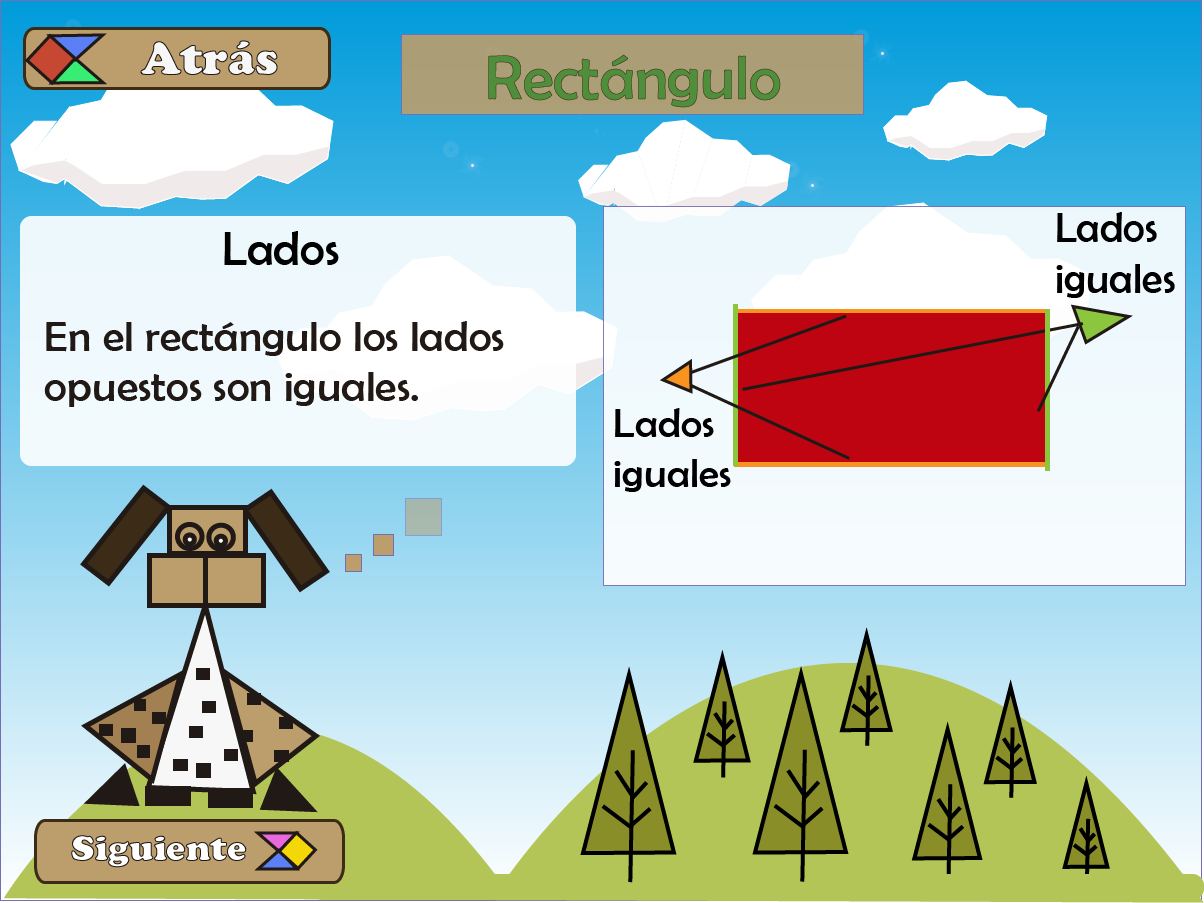 Atrás
Rectángulo
Lados
En el rectángulo los lados
opuestos son iguales.
Lados
iguales
Lados
iguales
Siguiente